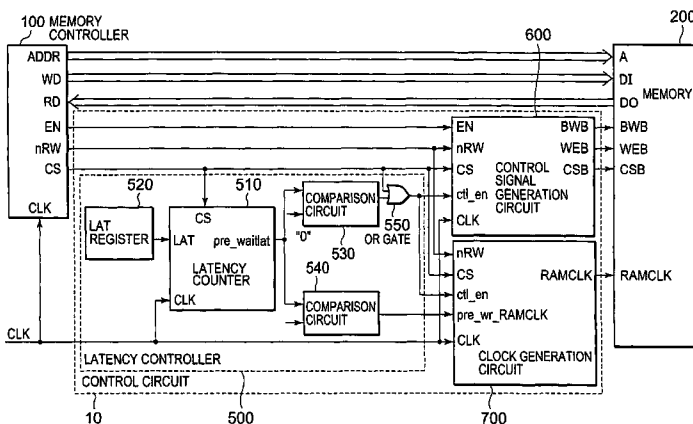 100 MEMORY CONTROLLER
200
600
ADDR
A
WD
DI
RD
DO
MEMORY
EN
EN
BWB
BWB
nRW
nRW
WEB
WEB
CS
CS
CONTROL SIGNAL GENERATION CIRCUIT
CSB
CSB
ctl_en
CLK
CLK
520
510
CS
LAT REGISTER
LAT
pre_waitlat
LATENCY COUNTER
CLK
COMPARISON CIRCUIT
"0"
530
550
OR GATE
540
COMPARISON CIRCUIT
nRW
CS
RAMCLK
RAMCLK
ctl_en
pre_wr_RAMCLK
CLK
CLOCK GENERATION CIRCUIT
CLK
LATENCY CONTROLLER
CONTROL CIRCUIT
10
500
700